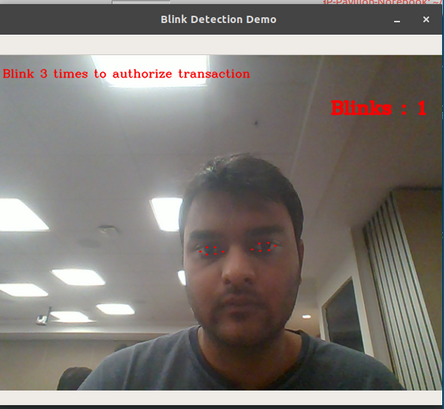 Blink Detection Demo
Blink 3 times to authorize transaction
Blinks : 1